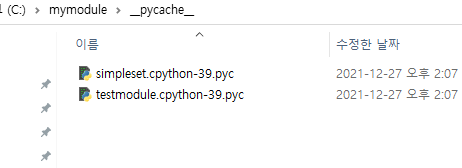 (C:) > mymodule > __pycache__
이름 수정한 날짜
simpleset.cpython-39.pyc 2021-12-27 오후 2:07
testmodule.cpython-39.pyc 2021-12-27 오후 2:07